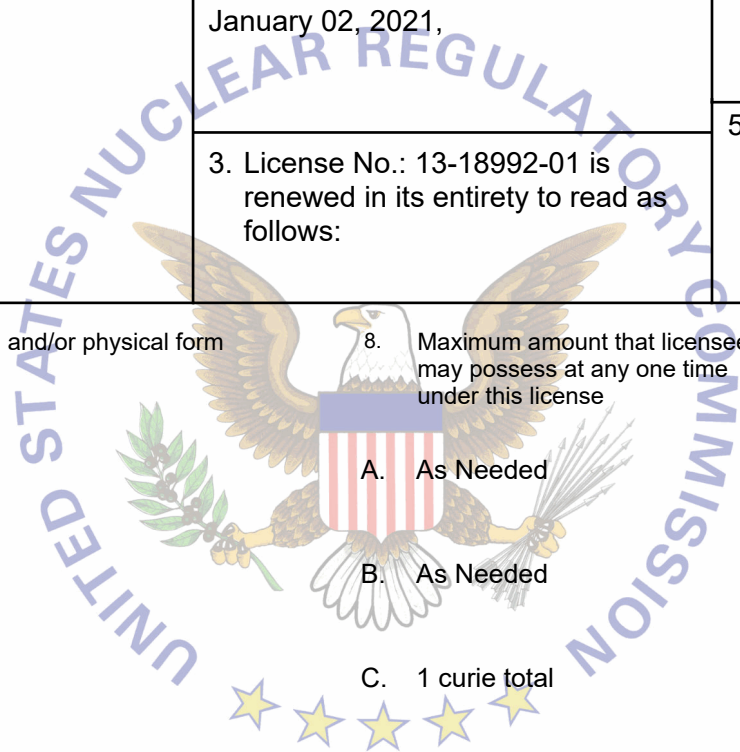 January 02, 2021,
5
3. License No.: 13-18992-01 is
renewed in its entirety to read as
follows:
and/or physical form
8. Maximum amount that licensee
may possess at any one time
under this license
A. As Needed
B. As Needed
C. 1 curie total
UNITED STATES NUCLEAR REGULATORY COMMISSION